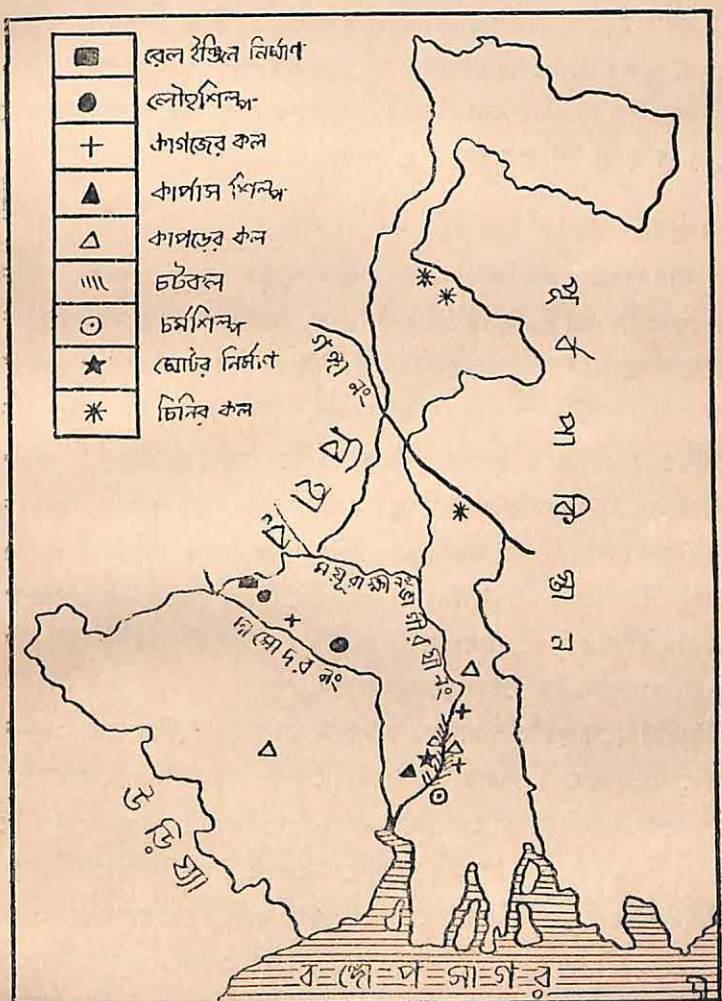 রেল ইঞ্জিন নির্মাণ
লৌহশিল্প
কাগজের কল
কার্পাস শিল্প
কাপড়ের কল
চটকল
চর্মশিল্প
মোটর নির্মাণ
চিনির কল
গঙ্গা নং
বিহার
পূর্ব পাকিস্তান
ময়ূরাক্ষী নং
ভাগীরথী নং
দামোদর নং
উড়িষ্যা
বঙ্গোপসাগর